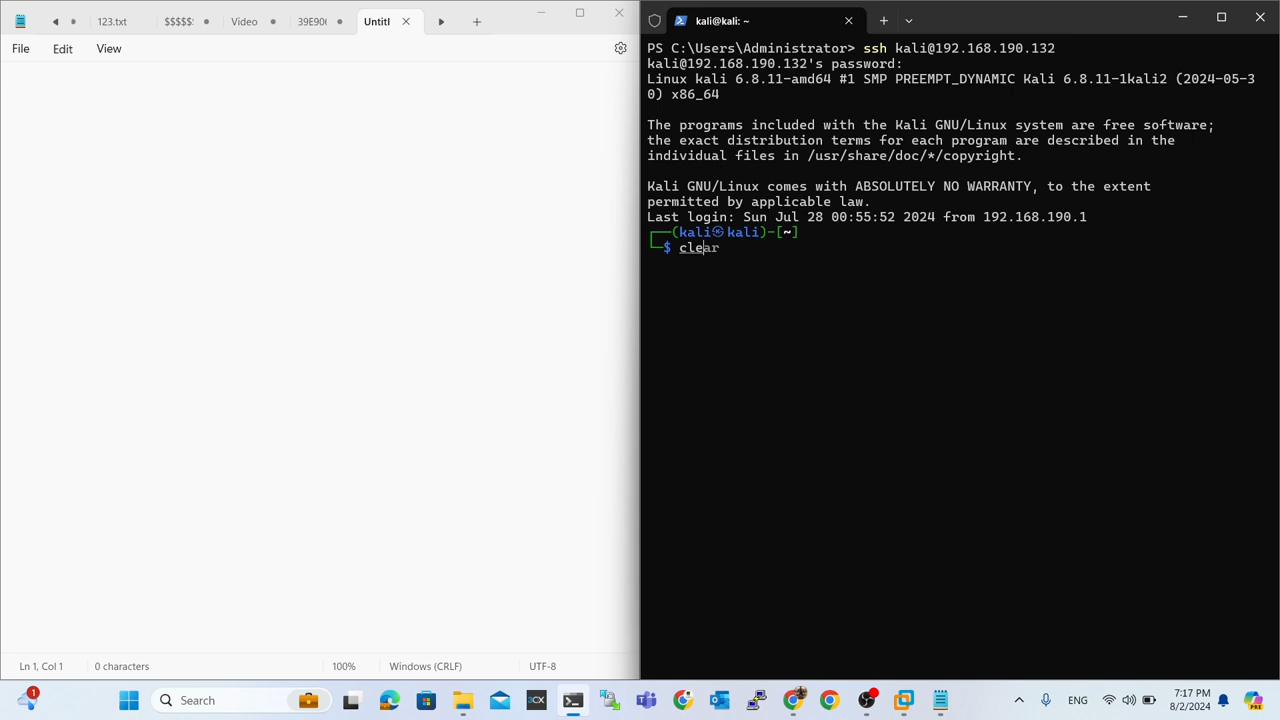 123.txt
$$$$$
Video
39E906
Untitl
File
Edit
View
Ln 1, Col 1
0 characters
100%
Windows (CRLF)
UTF-8
kali@kali: ~
PS C:\Users\Administrator> ssh kali@192.168.190.132
kali@192.168.190.132's password:
Linux kali 6.8.11-amd64 #1 SMP PREEMPT_DYNAMIC Kali 6.8.11-1kali2 (2024-05-3
0) x86_64
The programs included with the Kali GNU/Linux system are free software;
the exact distribution terms for each program are described in the
individual files in /usr/share/doc/*/copyright.
Kali GNU/Linux comes with ABSOLUTELY NO WARRANTY, to the extent
permitted by applicable law.
Last login: Sun Jul 28 00:55:52 2024 from 192.168.190.1
┌──(kali㉿kali)-[~]
└─$ clear
1
Search
3CX
ENG
7:17 PM
8/2/2024
PRE